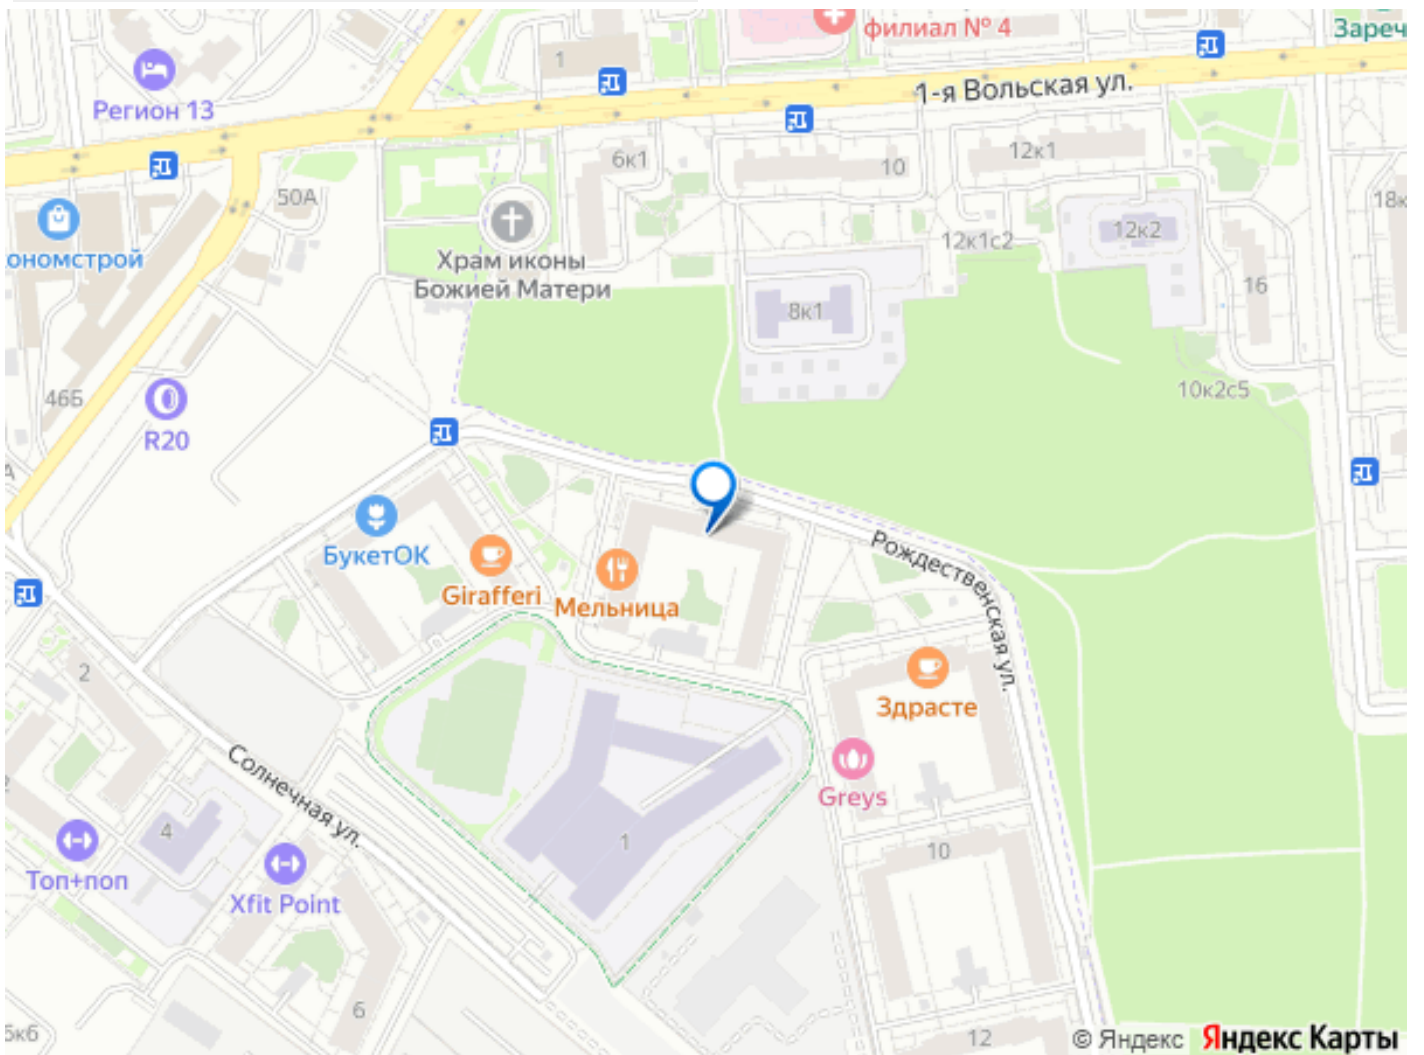 филиал № 4
Зареч
1
1-я Вольская ул.
Регион 13
6к1
10
12к1
50А
18к
12к2
12к1с2
ономстрой
Храм иконы
Божией Матери
16
8к1
46Б
10к2с5
R20
А
БукетОК
Рождественская ул.
Girafferi
Мельница
2
Здрасте
Солнечная ул.
Greys
4
1
10
Топ+поп
Xfit Point
6
5к6
12
© Яндекс Яндекс Карты